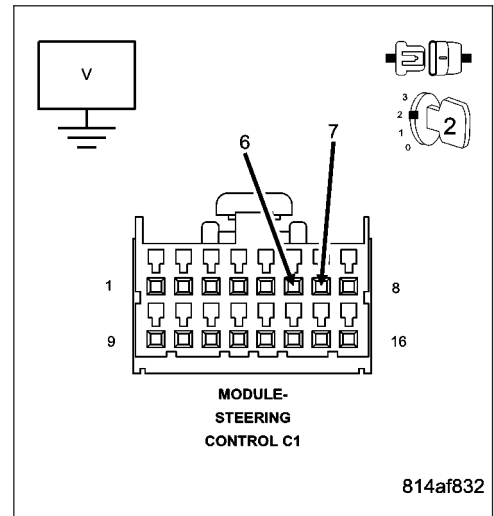 V
3
2
1
0
2
6 7
1 8
9 16
MODULE-
STEERING
CONTROL C1
814af832